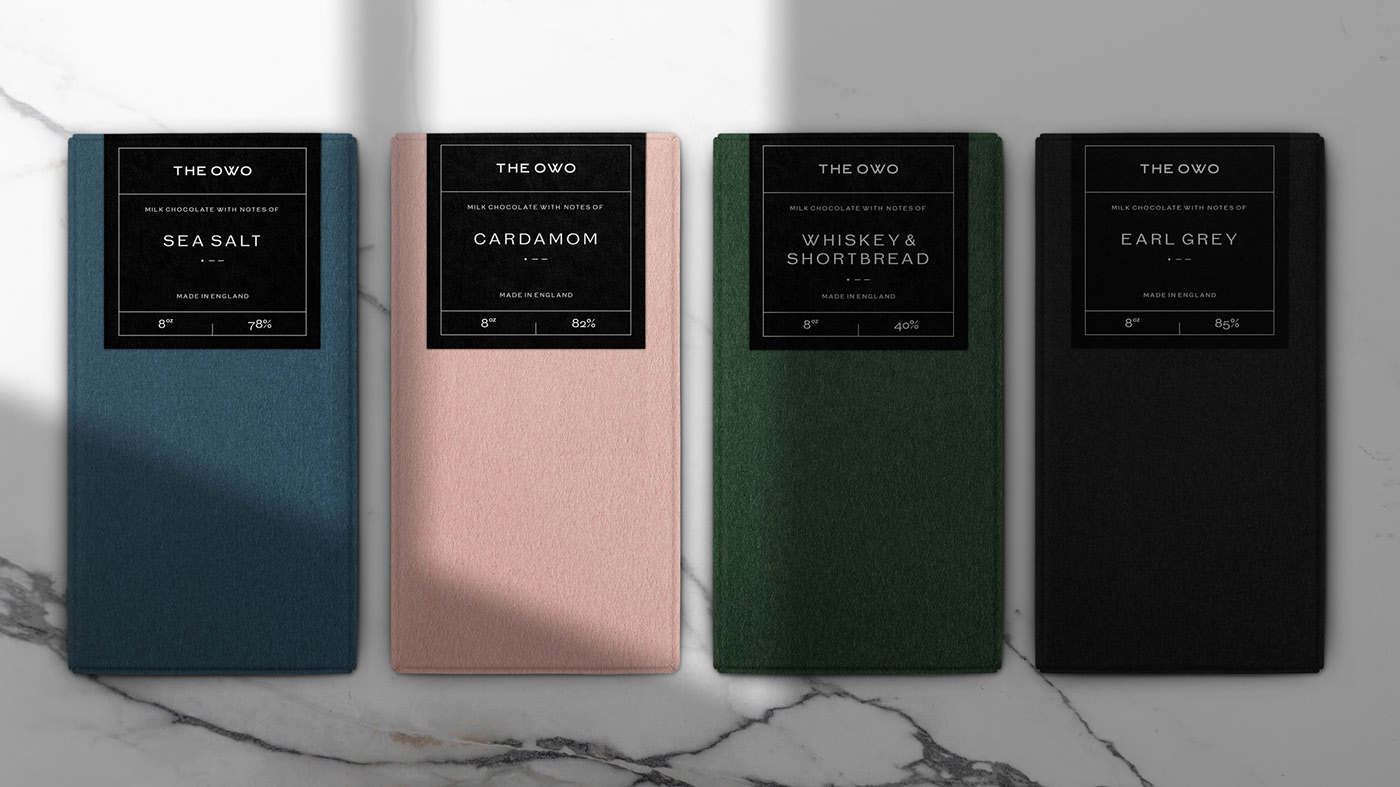 THE OWO
MILK CHOCOLATE WITH NOTES OF
SEA SALT
MADE IN ENGLAND
8oz
78%
THE OWO
MILK CHOCOLATE WITH NOTES OF
CARDAMOM
MADE IN ENGLAND
8oz
82%
THE OWO
MILK CHOCOLATE WITH NOTES OF
WHISKEY &
SHORTBREAD
MADE IN ENGLAND
8oz
40%
THE OWO
MILK CHOCOLATE WITH NOTES OF
EARL GREY
MADE IN ENGLAND
8oz
85%